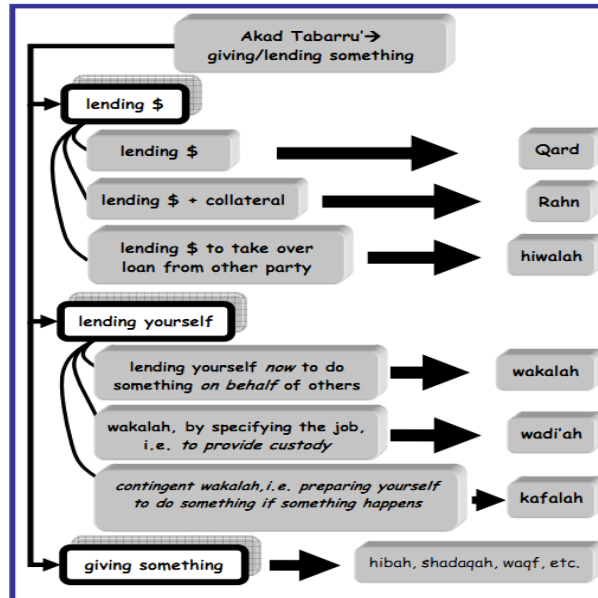 Akad Tabarru'→
giving/lending something
lending $
lending $
Qard
lending $ + collateral
Rahn
lending $ to take over
loan from other party
hiwalah
lending yourself
lending yourself now to do
something on behalf of others
wakalah
wakalah, by specifying the job,
i.e. to provide custody
wadi'ah
contingent wakalah,i.e. preparing yourself
to do something if something happens
kafalah
giving something
hibah, shadaqah, waqf, etc.